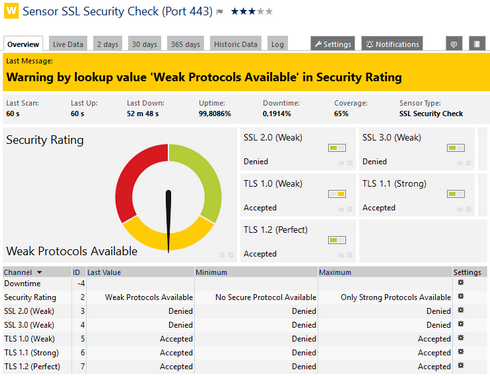 W Sensor SSL Security Check (Port 443)
Overview Live Data 2 days 30 days 365 days Historic Data Log Settings Notifications
Last Message:
Warning by lookup value 'Weak Protocols Available' in Security Rating
Last Scan: Last Up: Last Down: Uptime: Downtime: Coverage: Sensor Type:
60 s 60 s 52 m 48 s 99,8086% 0,1914% 65% SSL Security Check
Security Rating
Weak Protocols Available
SSL 2.0 (Weak)
Denied
SSL 3.0 (Weak)
Denied
TLS 1.0 (Weak)
Accepted
TLS 1.1 (Strong)
Accepted
TLS 1.2 (Perfect)
Accepted
Channel ID Last Value Minimum Maximum Settings
Downtime -4
Security Rating 2 Weak Protocols Available No Secure Protocol Available Only Strong Protocols Available
SSL 2.0 (Weak) 3 Denied Denied Denied
SSL 3.0 (Weak) 4 Denied Denied Denied
TLS 1.0 (Weak) 5 Accepted Denied Accepted
TLS 1.1 (Strong) 6 Accepted Denied Accepted
TLS 1.2 (Perfect) 7 Accepted Denied Accepted